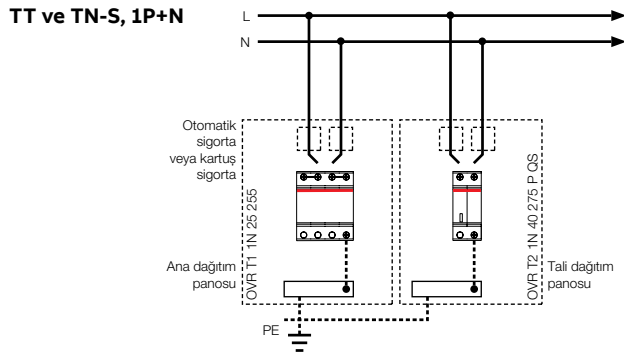 TT ve TN-S, 1P+N
L
N
Otomatik
sigorta
veya kartuş
sigorta
OVR T1 1N 25 255
OVR T2 1N 40 275 P QS
Ana dağıtım
panosu
Tali dağıtım
panosu
PE